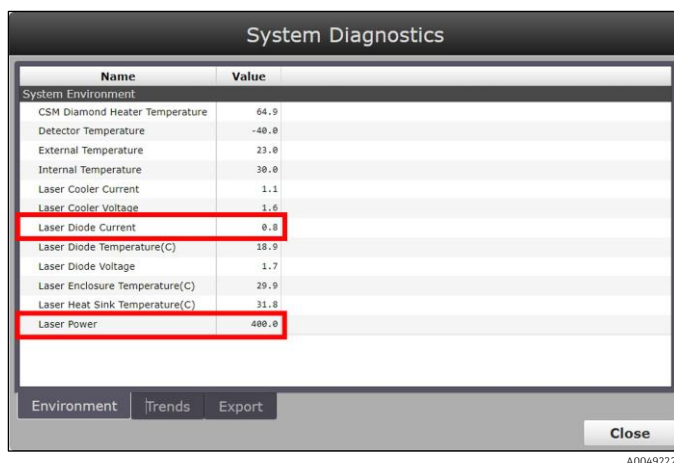 System Diagnostics
Name Value
System Environment
CSM Diamond Heater Temperature 64.9
Detector Temperature -40.0
External Temperature 23.0
Internal Temperature 30.0
Laser Cooler Current 1.1
Laser Cooler Voltage 1.6
Laser Diode Current 0.8
Laser Diode Temperature(C) 18.9
Laser Diode Voltage 1.7
Laser Enclosure Temperature(C) 29.9
Laser Heat Sink Temperature(C) 31.8
Laser Power 400.0
Environment Trends Export
Close
A0049222